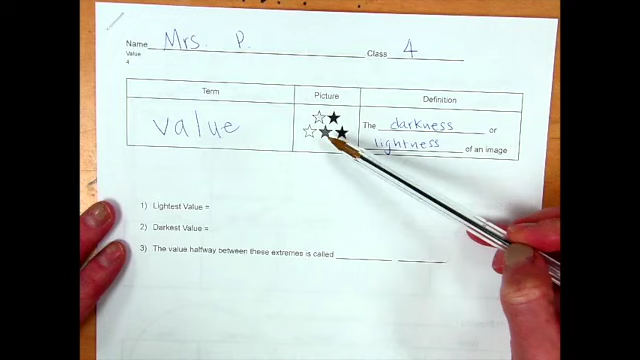 Name Mrs. P. Class 4
Value
4
Term Picture Definition
value The darkness or
lightness of an image
1) Lightest Value =
2) Darkest Value =
3) The value halfway between these extremes is called